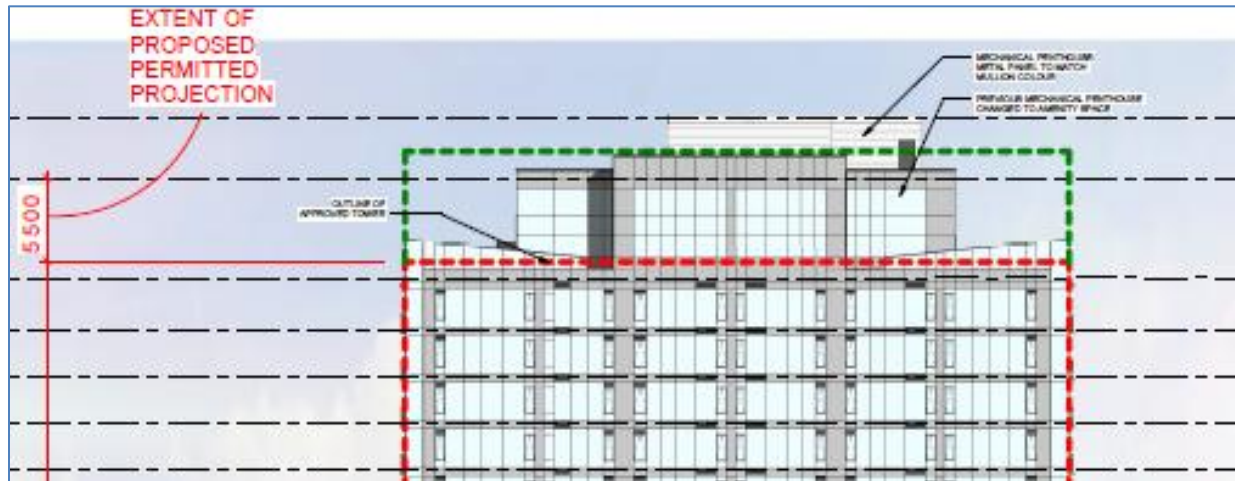 EXTENT OF
PROPOSED
PERMITTED
PROJECTION
MECHANICAL PENTHOUSE
METAL PANEL TO MATCH
MULLION COLOUR
PREVIOUS MECHANICAL PENTHOUSE
CHANGED TO AMENITY SPACE
OUTLINE OF
APPROVED TOWER
5500